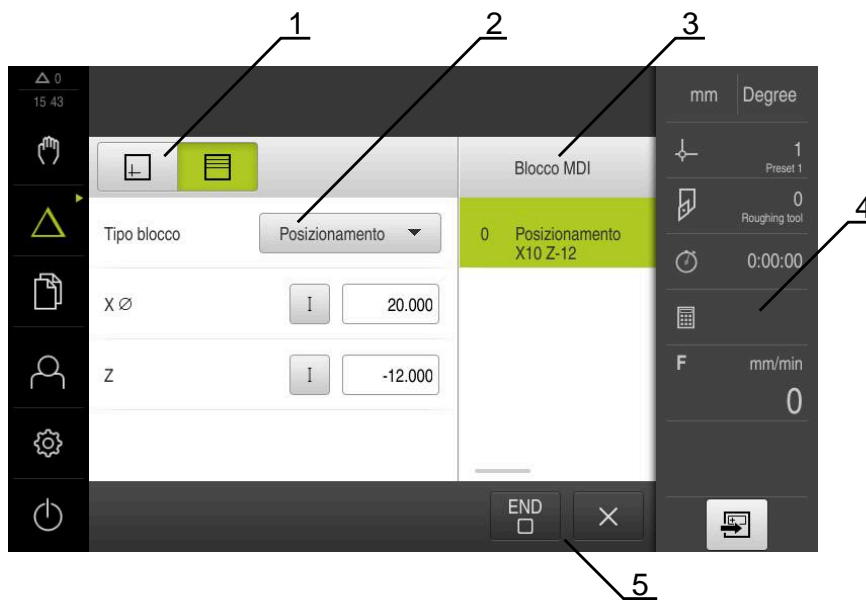 1 2 3
0
15 43
mm Degree
1
Preset 1
Blocco MDI
0
Roughing tool
4
Tipo blocco Posizionamento
0 Posizionamento
X10 Z-12
0:00:00
X Ø I 20.000
Z I -12.000
F mm/min
0
END
5